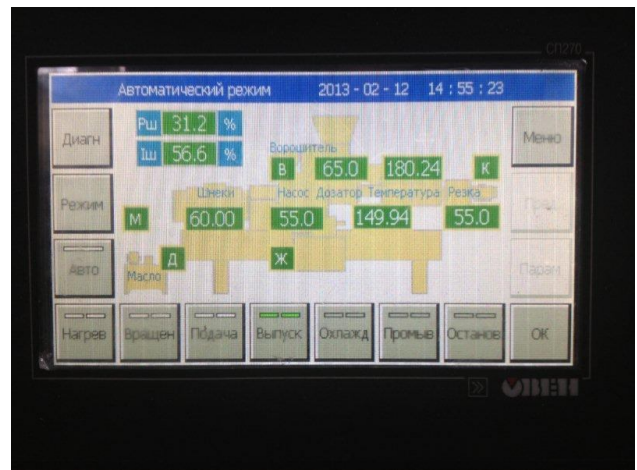 СП270
Автоматический режим 2013 - 02 - 12 14 : 55 : 23
Диагн
Рш 31.2 %
Iш 56.6 %
Меню
Ворошитель
В 65.0 180.24 К
Режим
Шнеки Насос Дозатор Температура Резка
М 60.00 55.0 149.94 55.0
Авто
Д Ж
Масло
Парам
Нагрев Вращен Подача Выпуск Охлажд Промыв Останов ОК
ОВЕН